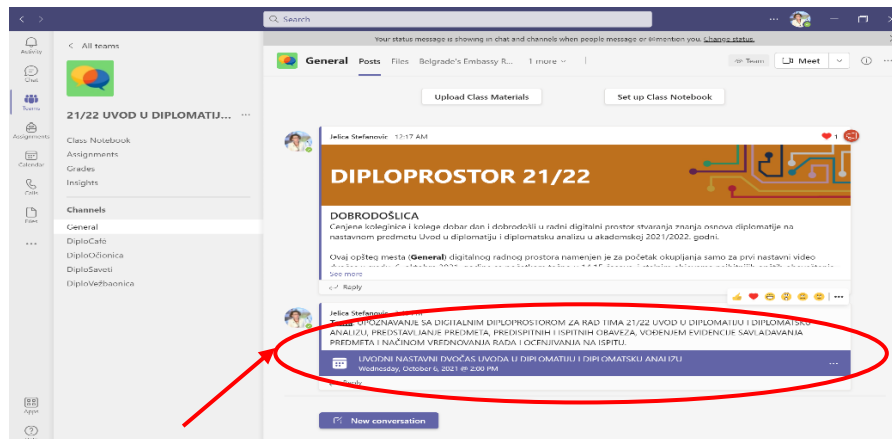 Search
Your status message is showing in chat and channels when people message or @mention you. Change status.
Activity
Chat
Teams
Assignments
Calendar
Calls
Files
Apps
All teams
21/22 UVOD U DIPLOMATIJ... ...
Class Notebook
Assignments
Grades
Insights
Channels
General
DiploCafé
DiploOčionica
DiploSaveti
DiploVežbaonica
General Posts Files Belgrade's Embassy R... 1 more
Team Meet
Upload Class Materials Set up Class Notebook
Jelica Stefanovic 12:17 AM
1
DIPLOPROSTOR 21/22
DOBRODOŠLICA
Cenjene koleginice i kolege dobar dan i dobrodošli u radni digitalni prostor stvaranja znanja osnova diplomatije na
nastavnom predmetu Uvod u diplomatiju i diplomatsku analizu u akademskoj 2021/2022. godni.
Ovaj opšteg mesta (General) digitalnog radnog prostora namenjen je za početak okupljanja samo za prvi nastavni video
See more
Reply
Jelica Stefanovic
UPOZNAVANJE SA DIGITALNIM DIPLOPROSTOROM ZA RAD TIMA 21/22 UVOD U DIPLOMATIJU I DIPLOMATSKU
ANALIZU, PREDSTAVLJANJE PREDMETA, PREDISPITNIH I ISPITNIH OBAVEZA, VOĐENJEM EVIDENCIJE SAVLADAVANJA
PREDMETA I NAČINOM VREDNOVANJA RADA I OCENJIVANJA NA ISPITU.
UVODNI NASTAVNI DVOČAS UVODA U DIPLOMATIJU I DIPLOMATSKU ANALIZU
Wednesday, October 6, 2021 @ 2:00 PM
Reply
New conversation